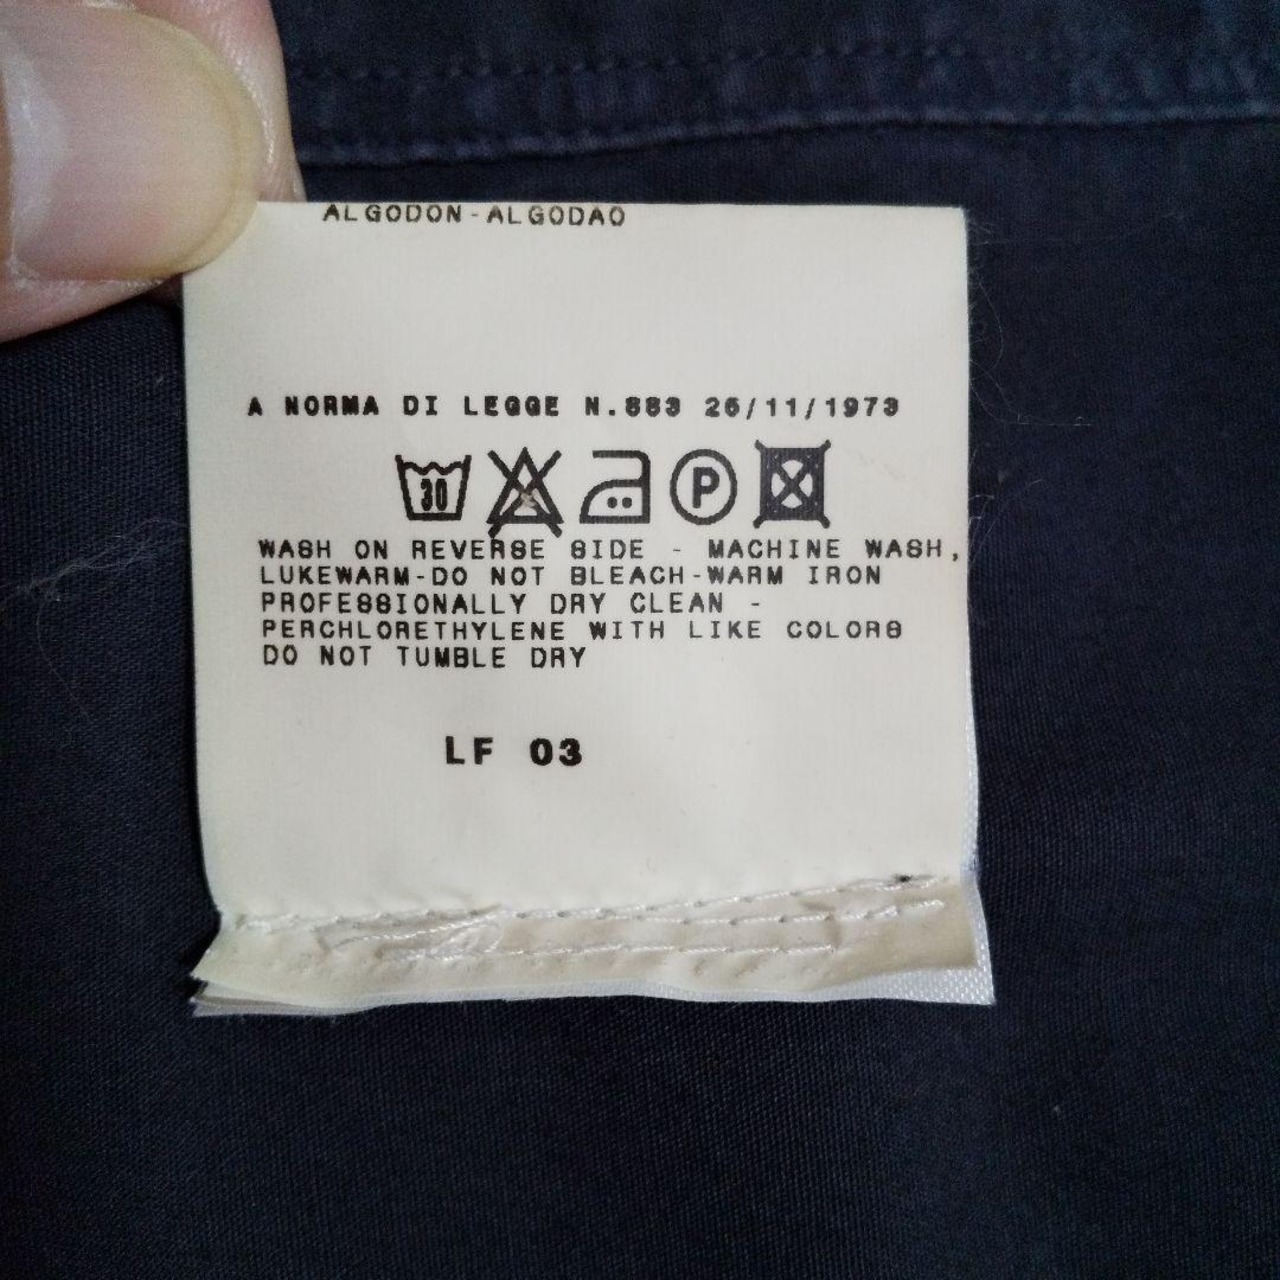 ALGODON-ALGODAO
A NORMA DI LEGGE N.883 26/11/1973
30 P
WASH ON REVERSE SIDE - MACHINE WASH,
LUKEWARM-DO NOT BLEACH-WARM IRON
PROFESSIONALLY DRY CLEAN -
PERCHLORETHYLENE WITH LIKE COLORS
DO NOT TUMBLE DRY
LF 03